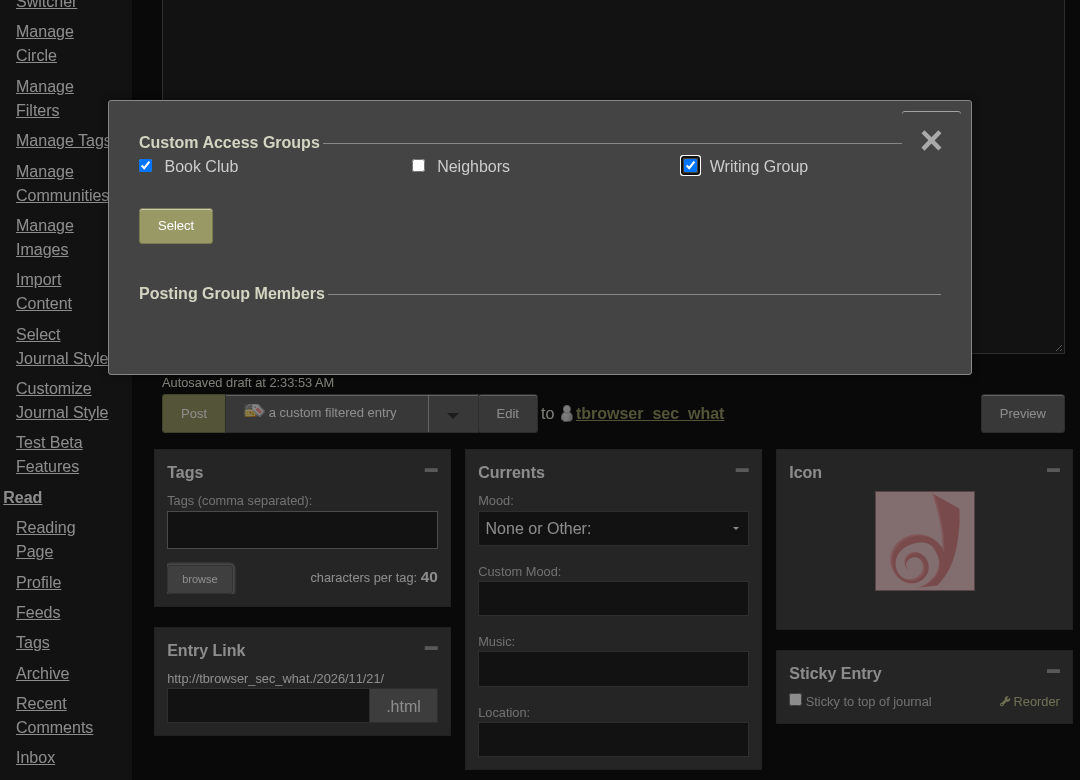 Switcher
Manage
Circle
Manage
Filters
Manage Tags
Manage
Communities
Manage
Images
Import
Content
Select
Journal Style
Customize
Journal Style
Test Beta
Features
Read
Reading
Page
Profile
Feeds
Tags
Archive
Recent
Comments
Inbox
Custom Access Groups
Book Club
Neighbors
Writing Group
Select
Posting Group Members
Autosaved draft at 2:33:53 AM
Post
a custom filtered entry
Edit
to tbrowser_sec_what
Preview
Tags
Tags (comma separated):
browse
characters per tag: 40
Entry Link
http://tbrowser_sec_what./2026/11/21/
.html
Currents
Mood:
None or Other:
Custom Mood:
Music:
Location:
Icon
Sticky Entry
Sticky to top of journal
Reorder